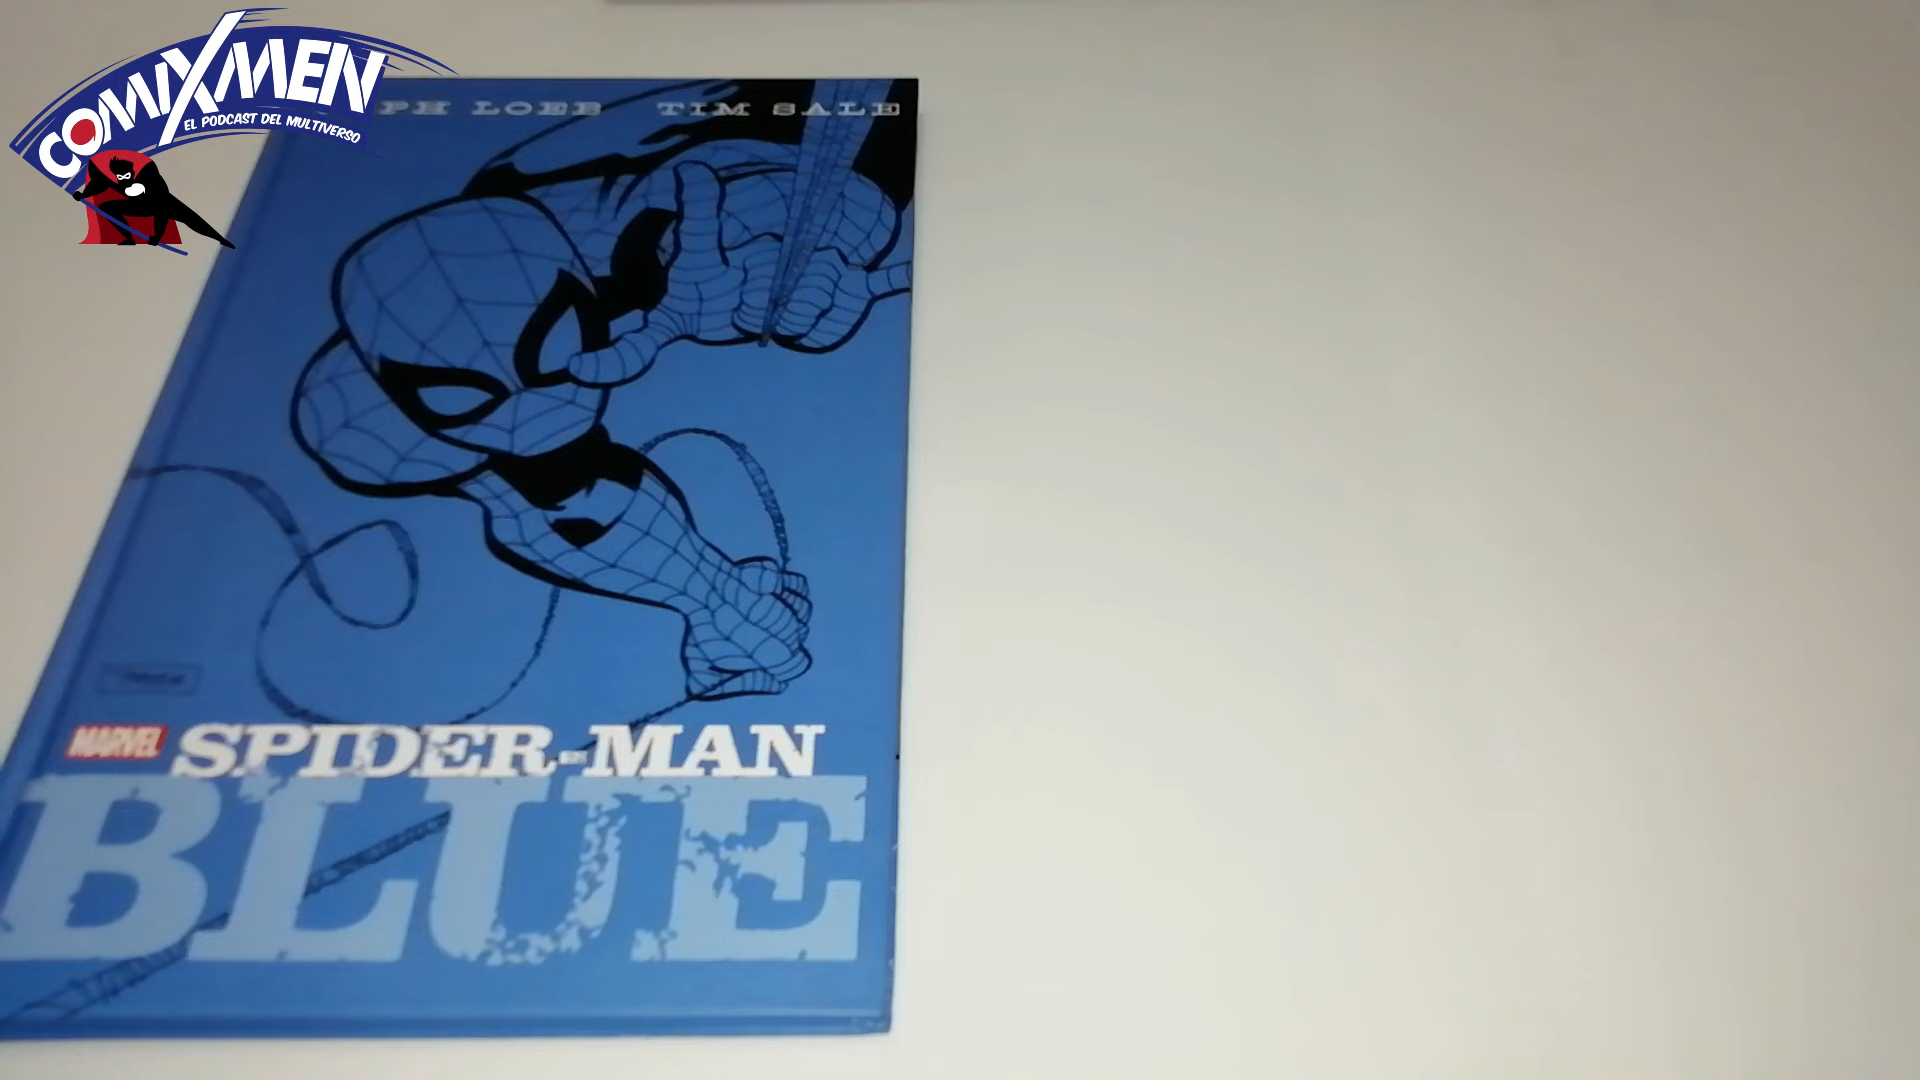 COMIXMEN
EL PODCAST DEL MULTIVERSO
PH LOEB TIM SALE
MARVEL SPIDER-MAN
BLUE